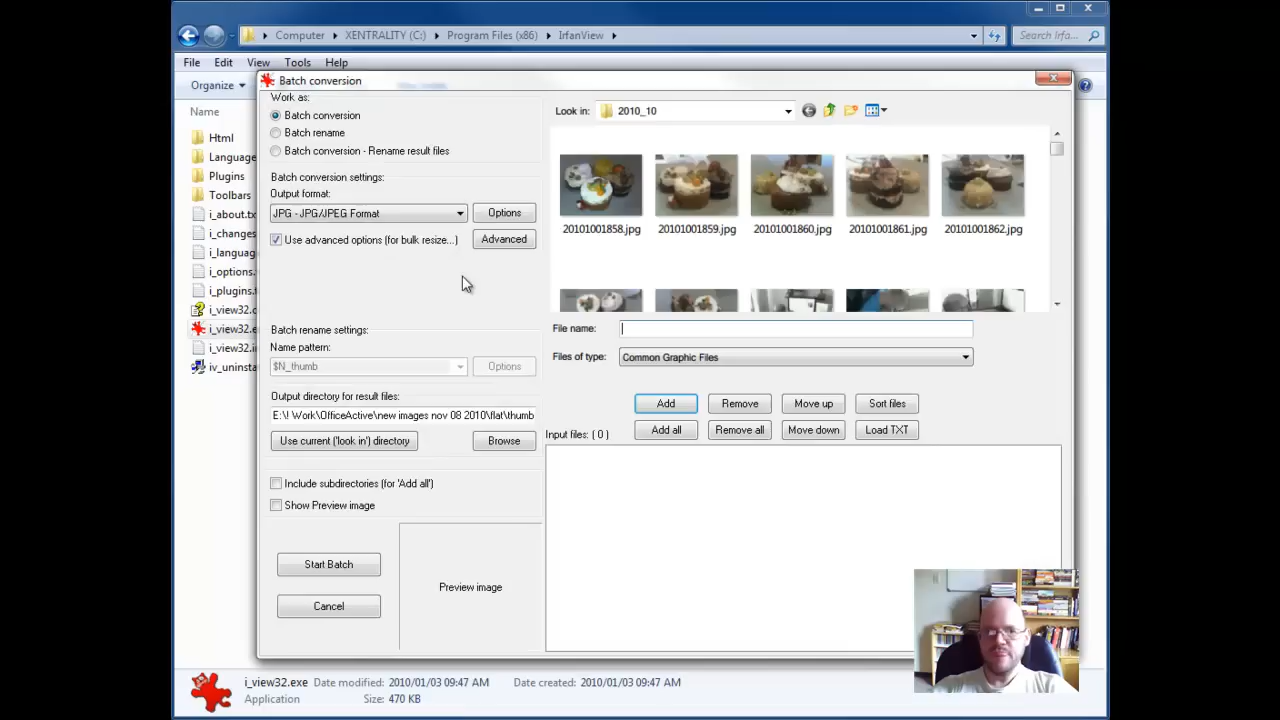 Computer ▸ XENTRALITY (C:) ▸ Program Files (x86) ▸ IrfanView ▸
Search Irfa...
File Edit View Tools Help
Organize
Name
Html
Language
Plugins
Toolbars
i_about.tx
i_changes
i_languag
i_options.
i_plugins.t
i_view32.c
i_view32.e
i_view32.i
iv_uninsta
Batch conversion
Work as:
Batch conversion
Batch rename
Batch conversion - Rename result files
Batch conversion settings:
Output format:
JPG - JPG/JPEG Format
Options
Use advanced options (for bulk resize...)
Advanced
Batch rename settings:
Name pattern:
$N_thumb
Options
Output directory for result files:
E:\! Work\OfficeActive\new images nov 08 2010\flat\thumb
Use current ('look in') directory
Browse
Include subdirectories (for 'Add all')
Show Preview image
Start Batch
Cancel
Preview image
Look in:
2010_10
20101001858.jpg 20101001859.jpg 20101001860.jpg 20101001861.jpg 20101001862.jpg
File name:
Files of type: Common Graphic Files
Add Remove Move up Sort files
Add all Remove all Move down Load TXT
Input files: ( 0 )
i_view32.exe Date modified: 2010/01/03 09:47 AM Date created: 2010/01/03 09:47 AM
Application Size: 470 KB